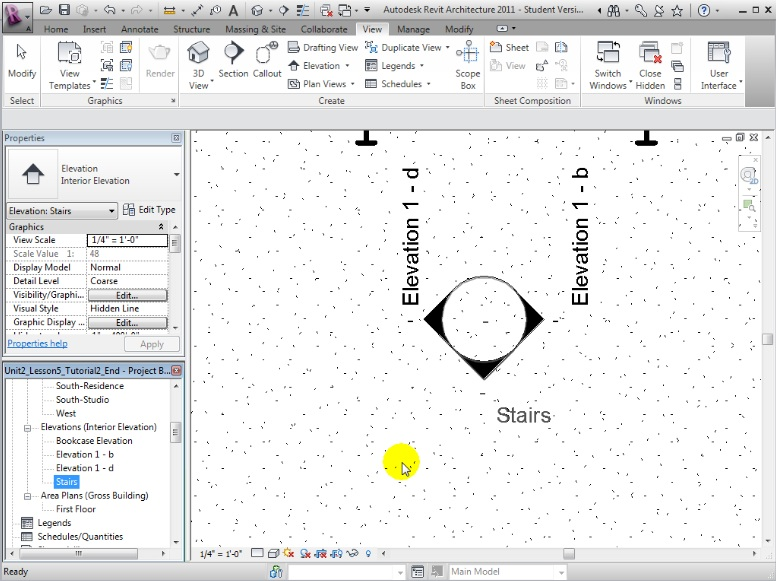 Autodesk Revit Architecture 2011 - Student Versi...
Home Insert Annotate Structure Massing & Site Collaborate View Manage Modify
Modify
View Templates
Render
3D View
Section
Callout
Drafting View
Elevation
Plan Views
Duplicate View
Legends
Schedules
Scope Box
Sheet
View
Switch Windows
Close Hidden
User Interface
Select Graphics Create Sheet Composition Windows
Properties
Elevation
Interior Elevation
Elevation: Stairs Edit Type
Graphics
View Scale 1/4" = 1'-0"
Scale Value 1: 48
Display Model Normal
Detail Level Coarse
Visibility/Graphi... Edit...
Visual Style Hidden Line
Graphic Display ... Edit...
Properties help Apply
Unit2_Lesson5_Tutorial2_End - Project B...
South-Residence
South-Studio
West
Elevations (Interior Elevation)
Bookcase Elevation
Elevation 1 - b
Elevation 1 - d
Stairs
Area Plans (Gross Building)
First Floor
Legends
Schedules/Quantities
Elevation 1 - d
Elevation 1 - b
Stairs
2D
1/4" = 1'-0"
Ready
Main Model